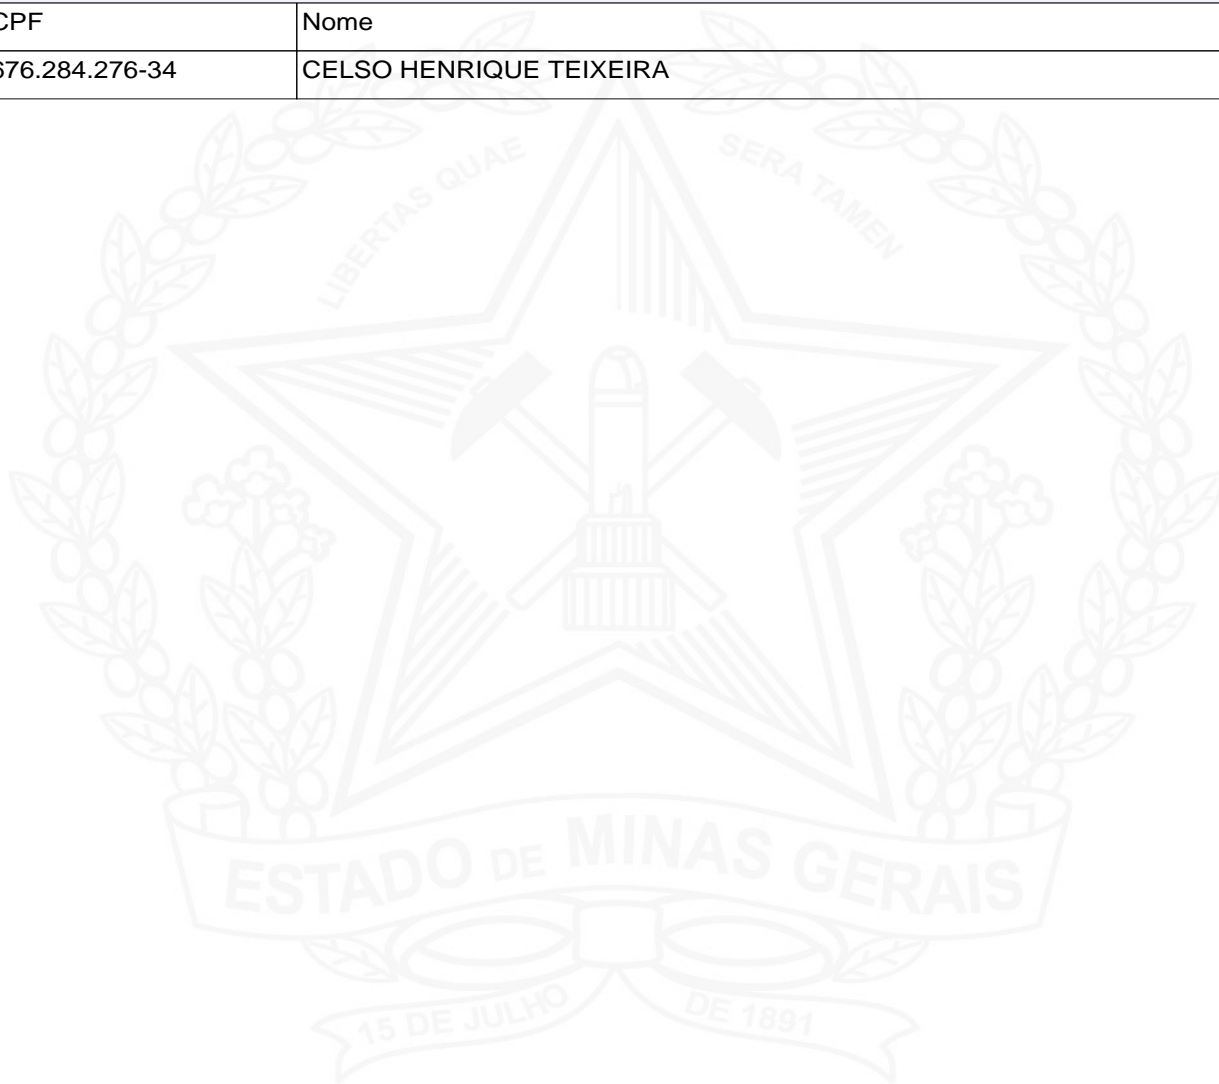 CPF Nome
676.284.276-34 CELSO HENRIQUE TEIXEIRA
LIBERTAS QUAE SERA TAMEN
ESTADO DE MINAS GERAIS
15 DE JULHO DE 1891